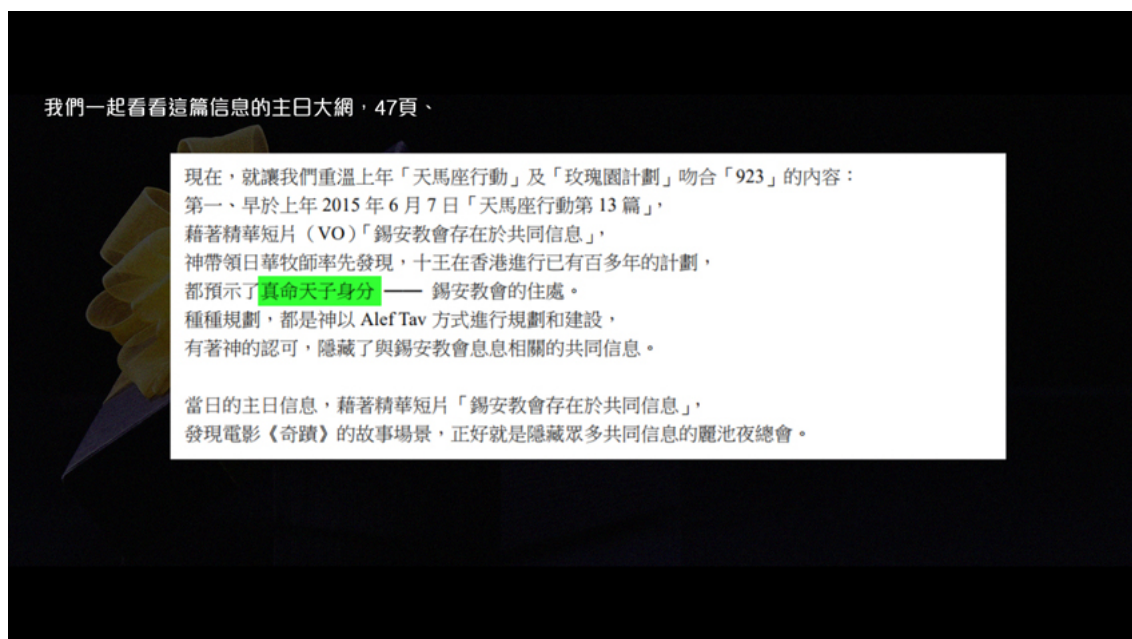 我們一起看看這篇信息的主日大綱，47頁、
現在，就讓我們重溫上年「天馬座行動」及「玫瑰園計劃」吻合「923」的內容：
第一、早於上年 2015 年 6 月 7 日「天馬座行動第 13 篇」，
藉著精華短片（VO）「錫安教會存在於共同信息」，
神帶領日華牧師率先發現，十王在香港進行已有百多年的計劃，
都預示了真命天子身分 —— 錫安教會的住處。
種種規劃，都是神以 Alef Tav 方式進行規劃和建設，
有著神的認可，隱藏了與錫安教會息息相關的共同信息。
當日的主日信息，藉著精華短片「錫安教會存在於共同信息」，
發現電影《奇蹟》的故事場景，正好就是隱藏眾多共同信息的麗池夜總會。